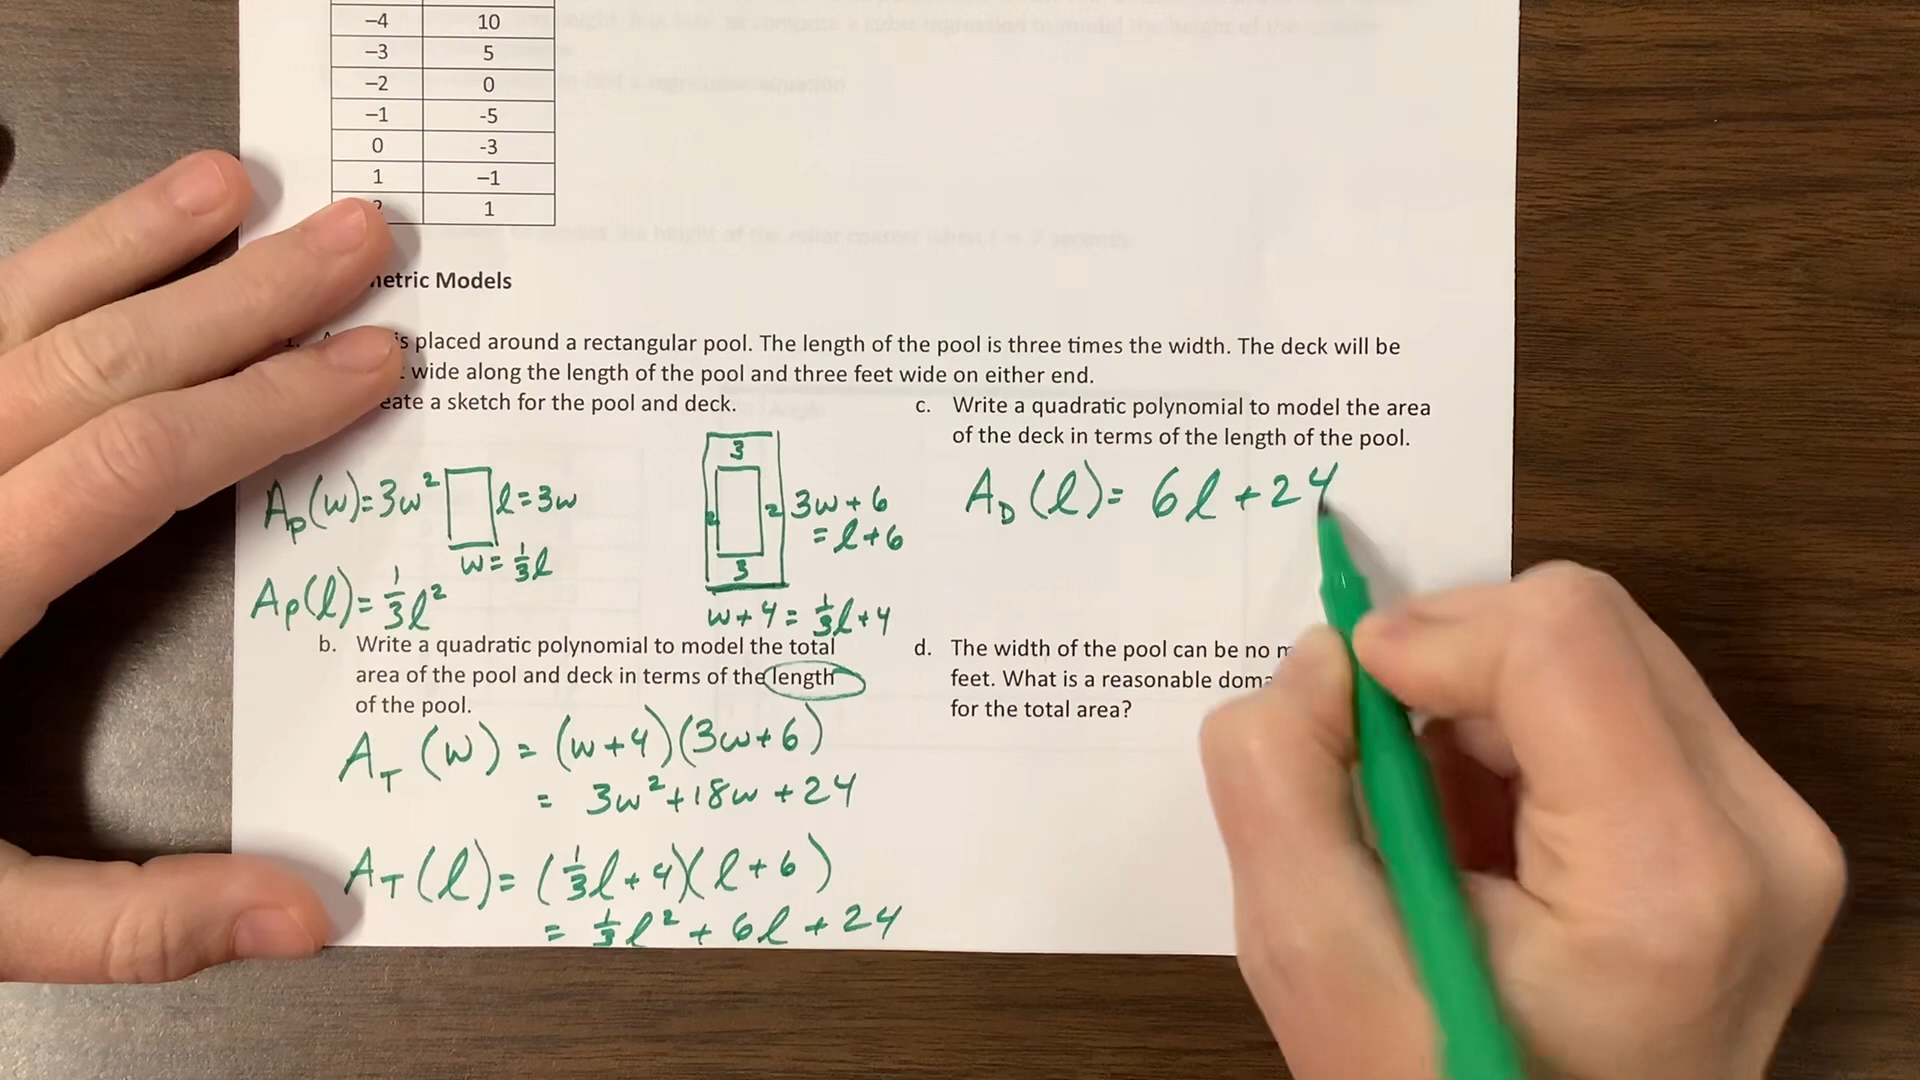 −4 10
−3 5
−2 0
−1 -5
0 -3
1 −1
2 1
etric Models
is placed around a rectangular pool. The length of the pool is three times the width. The deck will be
wide along the length of the pool and three feet wide on either end.
eate a sketch for the pool and deck.
Ap(w)=3w² l=3w
w=⅓l
Ap(l)=⅓l²
3
2 2 3w+6
=l+6
3
w+4=⅓l+4
b. Write a quadratic polynomial to model the total
area of the pool and deck in terms of the length
of the pool.
A_T(w) = (w+4)(3w+6)
= 3w²+18w+24
A_T(l)=(⅓l+4)(l+6)
=⅓l²+6l+24
c. Write a quadratic polynomial to model the area
of the deck in terms of the length of the pool.
A_D(l)= 6l+24
d. The width of the pool can be no
feet. What is a reasonable
for the total area?